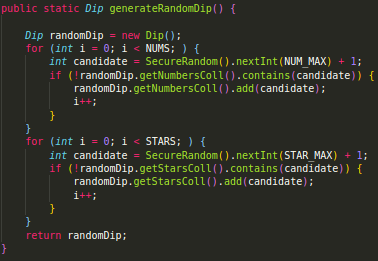 public static Dip generateRandomDip() {
Dip randomDip = new Dip();
for (int i = 0; i < NUMS; ) {
int candidate = SecureRandom().nextInt(NUM_MAX) + 1;
if (!randomDip.getNumbersColl().contains(candidate)) {
randomDip.getNumbersColl().add(candidate);
i++;
}
}
for (int i = 0; i < STARS; ) {
int candidate = SecureRandom().nextInt(STAR_MAX) + 1;
if (!randomDip.getStarsColl().contains(candidate)) {
randomDip.getStarsColl().add(candidate);
i++;
}
}
return randomDip;
}